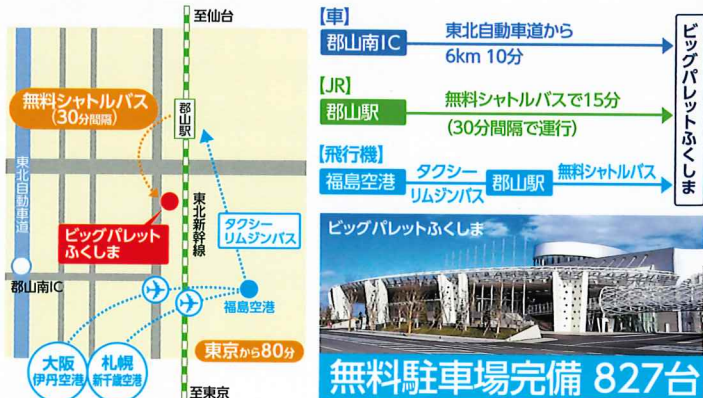 至仙台
無料シャトルバス
(30分間隔)
郡山駅
東北自動車道
東北新幹線
ビッグパレット
ふくしま
タクシー
リムジンバス
郡山南IC
福島空港
大阪
伊丹空港
札幌
新千歳空港
東京から80分
至東京
【車】
郡山南IC
東北自動車道から
6km 10分
【JR】
郡山駅
無料シャトルバスで15分
(30分間隔で運行)
【飛行機】
福島空港
タクシー
リムジンバス
郡山駅
無料シャトルバス
ビッグパレットふくしま
ビッグパレットふくしま
無料駐車場完備 827台